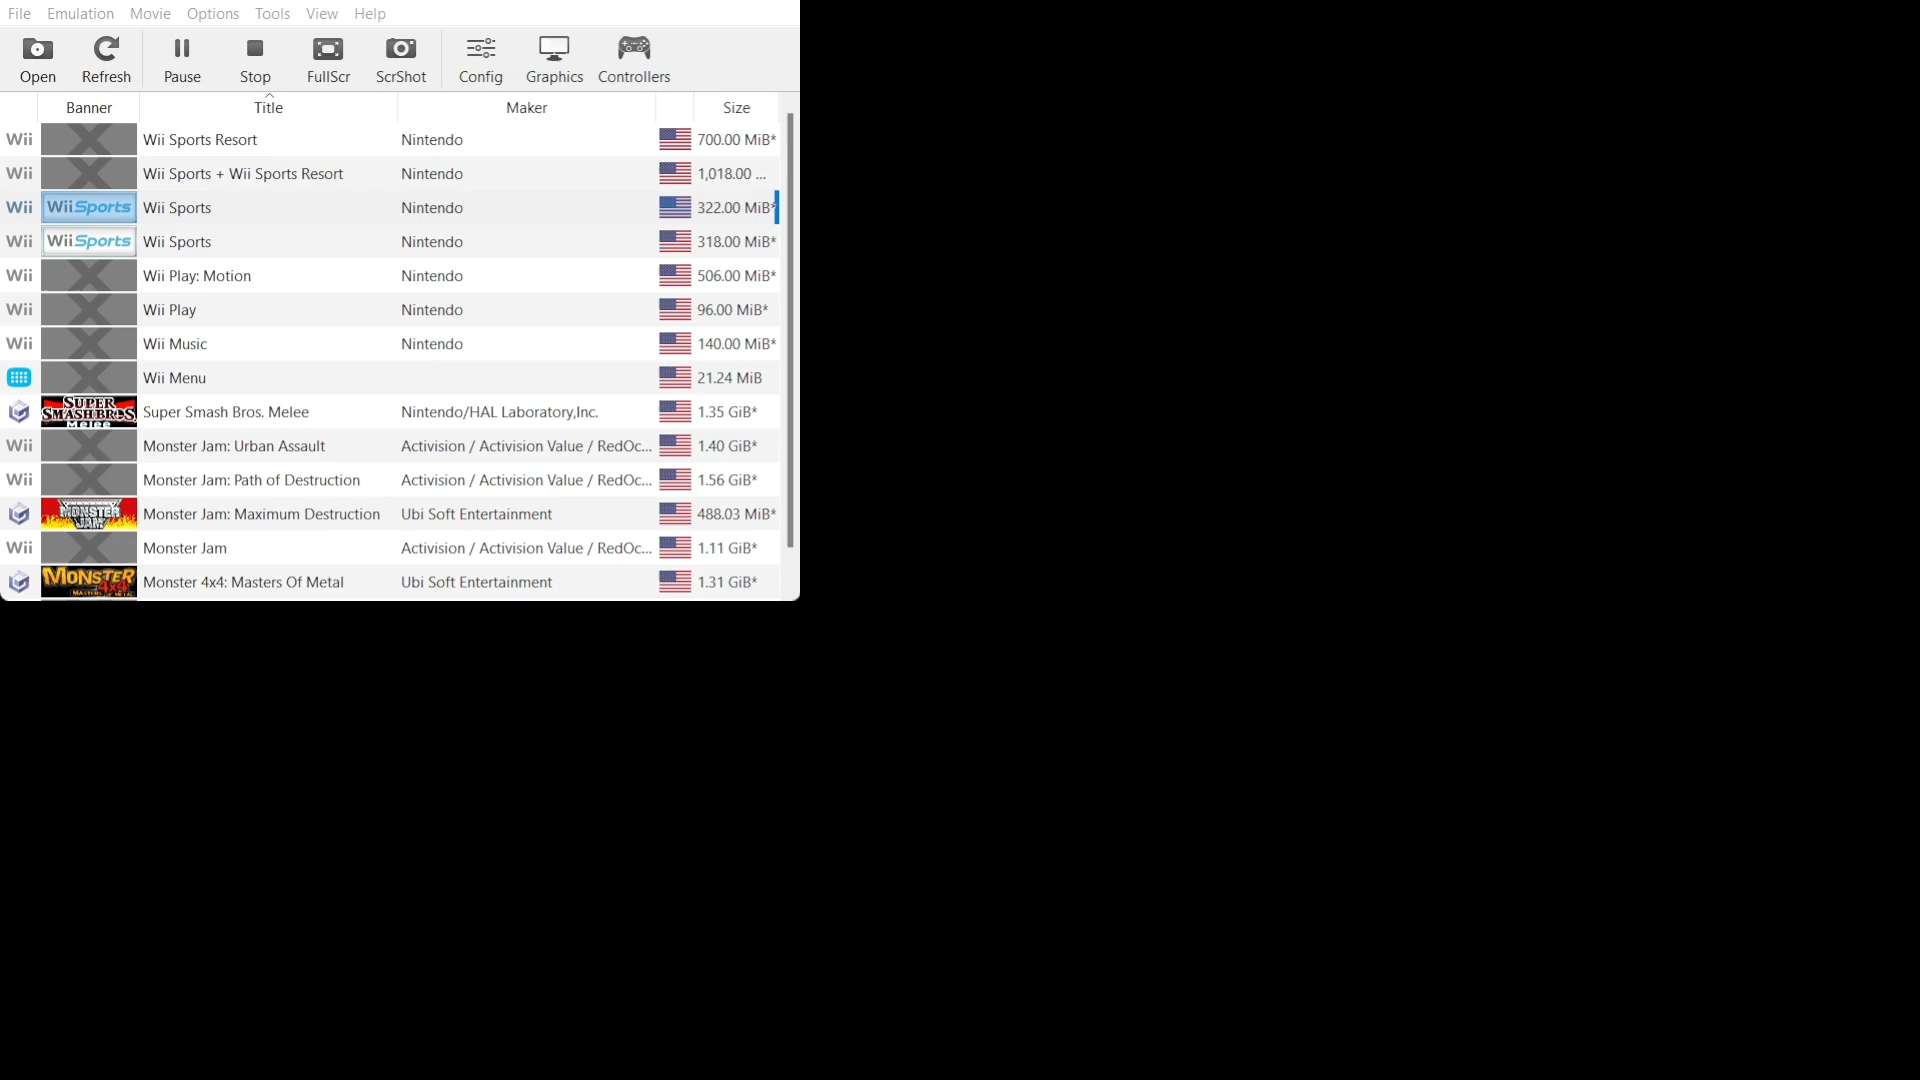 File Emulation Movie Options Tools View Help
Open Refresh Pause Stop FullScr ScrShot Config Graphics Controllers
Banner Title Maker Size
Wii Wii Sports Resort Nintendo 700.00 MiB*
Wii Wii Sports + Wii Sports Resort Nintendo 1,018.00 ...
Wii Wii Sports Wii Sports Nintendo 322.00 MiB*
Wii Wii Sports Wii Sports Nintendo 318.00 MiB*
Wii Wii Play: Motion Nintendo 506.00 MiB*
Wii Wii Play Nintendo 96.00 MiB*
Wii Wii Music Nintendo 140.00 MiB*
Wii Menu 21.24 MiB
SUPER SMASH BROS. Melee Super Smash Bros. Melee Nintendo/HAL Laboratory,Inc. 1.35 GiB*
Wii Monster Jam: Urban Assault Activision / Activision Value / RedOc... 1.40 GiB*
Wii Monster Jam: Path of Destruction Activision / Activision Value / RedOc... 1.56 GiB*
MONSTER JAM Monster Jam: Maximum Destruction Ubi Soft Entertainment 488.03 MiB*
Wii Monster Jam Activision / Activision Value / RedOc... 1.11 GiB*
MONSTER 4x4 MASTERS OF METAL Monster 4x4: Masters Of Metal Ubi Soft Entertainment 1.31 GiB*